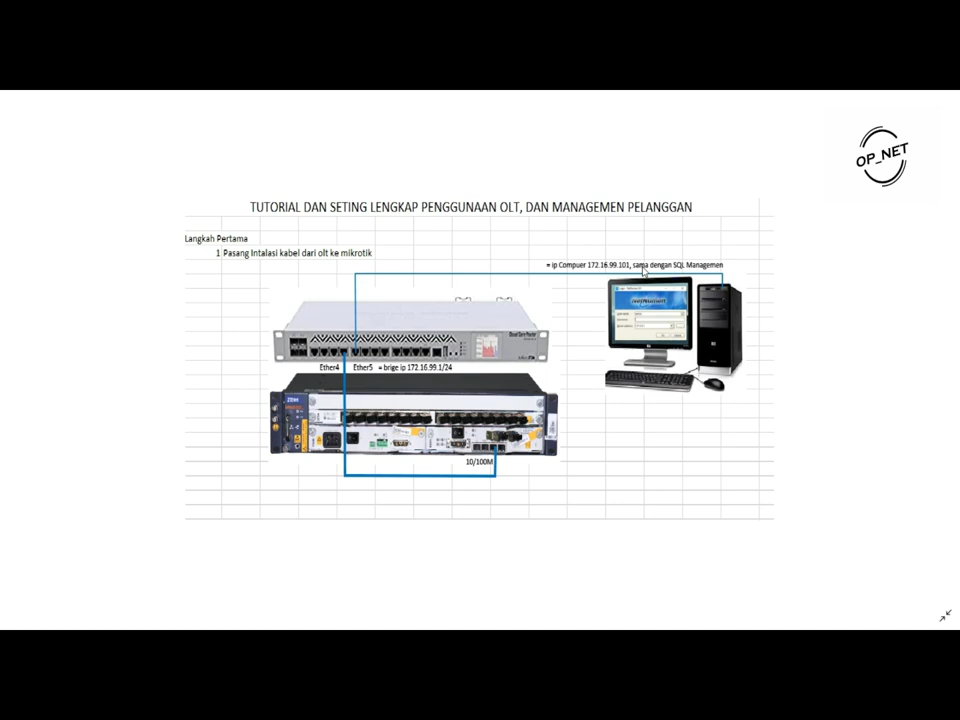 OP_NET
TUTORIAL DAN SETING LENGKAP PENGGUNAAN OLT, DAN MANAGEMEN PELANGGAN
Langkah Pertama
1 Pasang Intalasi kabel dari olt ke mikrotik
= ip Compuer 172.16.99.101, sama dengan SQL Managemen
Ether4 Ether5 = brige ip 172.16.99.1/24
10/100M